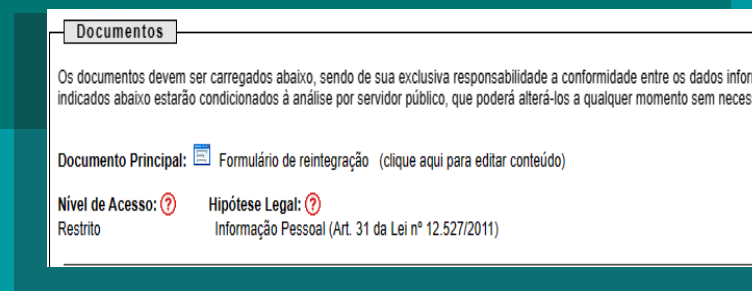 Documentos
Os documentos devem ser carregados abaixo, sendo de sua exclusiva responsabilidade a conformidade entre os dados
indicados abaixo estarão condicionados à análise por servidor público, que poderá alterá-los a qualquer momento sem
Documento Principal: Formulário de reintegração (clique aqui para editar conteúdo)
Nível de Acesso: ? Hipótese Legal: ?
Restrito Informação Pessoal (Art. 31 da Lei nº 12.527/2011)